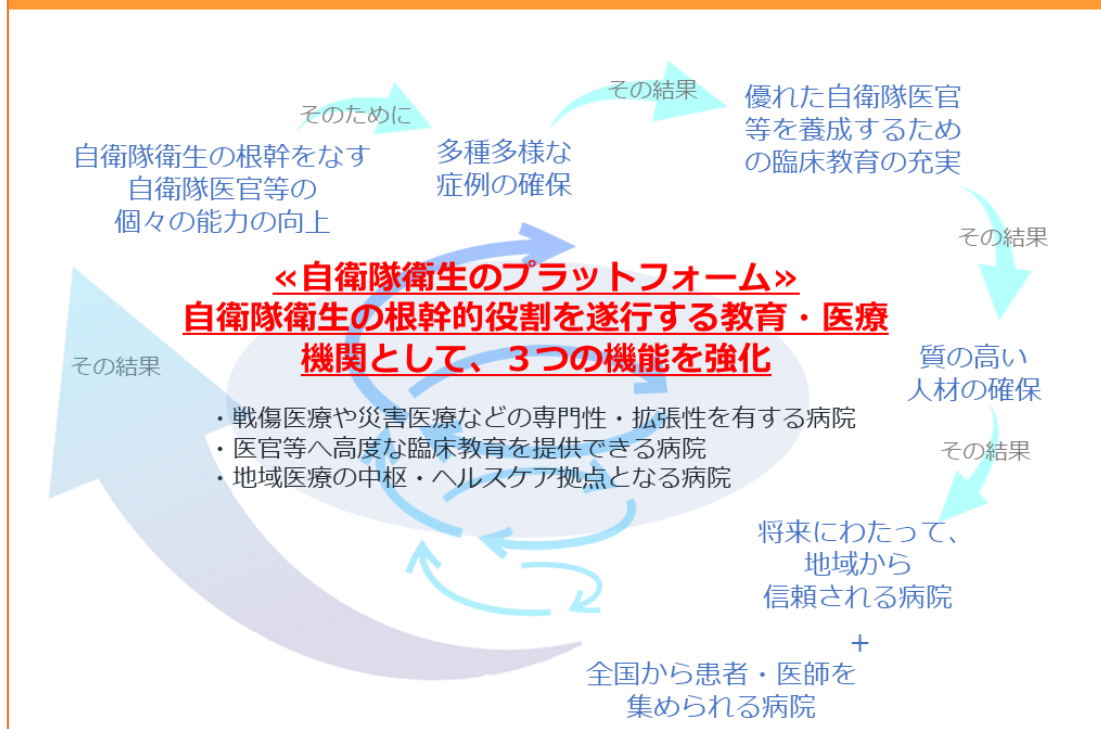 そのために
その結果
自衛隊衛生の根幹をなす
自衛隊医官等の
個々の能力の向上
多種多様な
症例の確保
優れた自衛隊医官
等を養成するため
の臨床教育の充実
その結果
≪自衛隊衛生のプラットフォーム≫
自衛隊衛生の根幹的役割を遂行する教育・医療
機関として、３つの機能を強化
・戦傷医療や災害医療などの専門性・拡張性を有する病院
・医官等へ高度な臨床教育を提供できる病院
・地域医療の中枢・ヘルスケア拠点となる病院
質の高い
人材の確保
その結果
将来にわたって、
地域から
信頼される病院
+
全国から患者・医師を
集められる病院
その結果